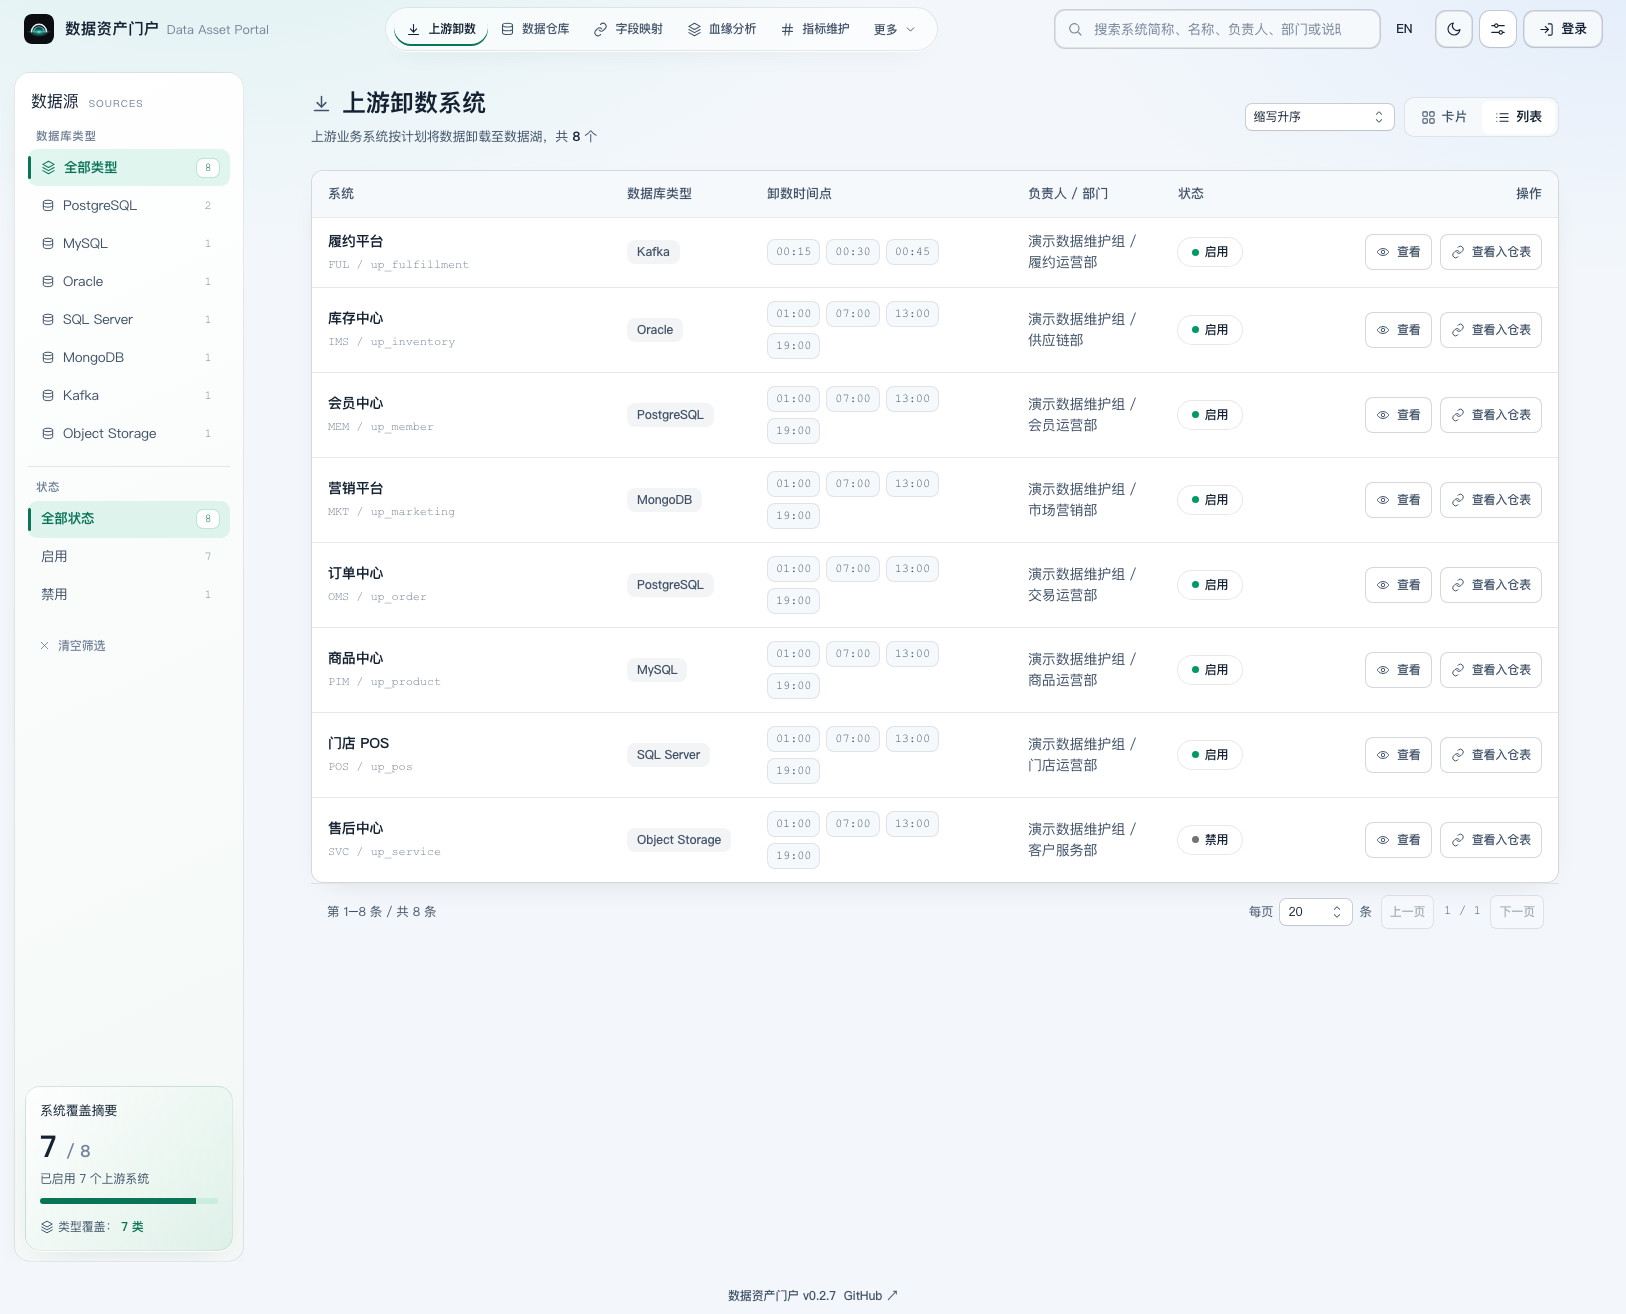 数据资产门户 Data Asset Portal
上游卸数
数据仓库
字段映射
血缘分析
指标维护
更多
搜索系统简称、名称、负责人、部门或说
EN
登录
数据源 SOURCES
数据库类型
全部类型 8
PostgreSQL 2
MySQL 1
Oracle 1
SQL Server 1
MongoDB 1
Kafka 1
Object Storage 1
状态
全部状态 8
启用 7
禁用 1
清空筛选
系统覆盖摘要
7 / 8
已启用 7 个上游系统
类型覆盖： 7 类
上游卸数系统
上游业务系统按计划将数据卸载至数据湖，共 8 个
缩写升序
卡片
列表
系统 数据库类型 卸数时间点 负责人 / 部门 状态 操作
履约平台
FUL / up_fulfillment
Kafka
00:15 00:30 00:45
演示数据维护组 /
履约运营部
启用
查看 查看入仓表
库存中心
IMS / up_inventory
Oracle
01:00 07:00 13:00
19:00
演示数据维护组 /
供应链部
启用
查看 查看入仓表
会员中心
MEM / up_member
PostgreSQL
01:00 07:00 13:00
19:00
演示数据维护组 /
会员运营部
启用
查看 查看入仓表
营销平台
MKT / up_marketing
MongoDB
01:00 07:00 13:00
19:00
演示数据维护组 /
市场营销部
启用
查看 查看入仓表
订单中心
OMS / up_order
PostgreSQL
01:00 07:00 13:00
19:00
演示数据维护组 /
交易运营部
启用
查看 查看入仓表
商品中心
PIM / up_product
MySQL
01:00 07:00 13:00
19:00
演示数据维护组 /
商品运营部
启用
查看 查看入仓表
门店 POS
POS / up_pos
SQL Server
01:00 07:00 13:00
19:00
演示数据维护组 /
门店运营部
启用
查看 查看入仓表
售后中心
SVC / up_service
Object Storage
01:00 07:00 13:00
19:00
演示数据维护组 /
客户服务部
禁用
查看 查看入仓表
第 1–8 条 / 共 8 条
每页 20 条 上一页 1 / 1 下一页
数据资产门户 v0.2.7 GitHub ↗